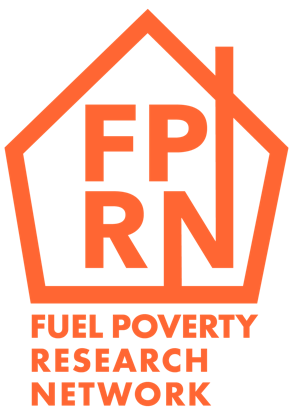 FP
RN
FUEL POVERTY
RESEARCH
NETWORK